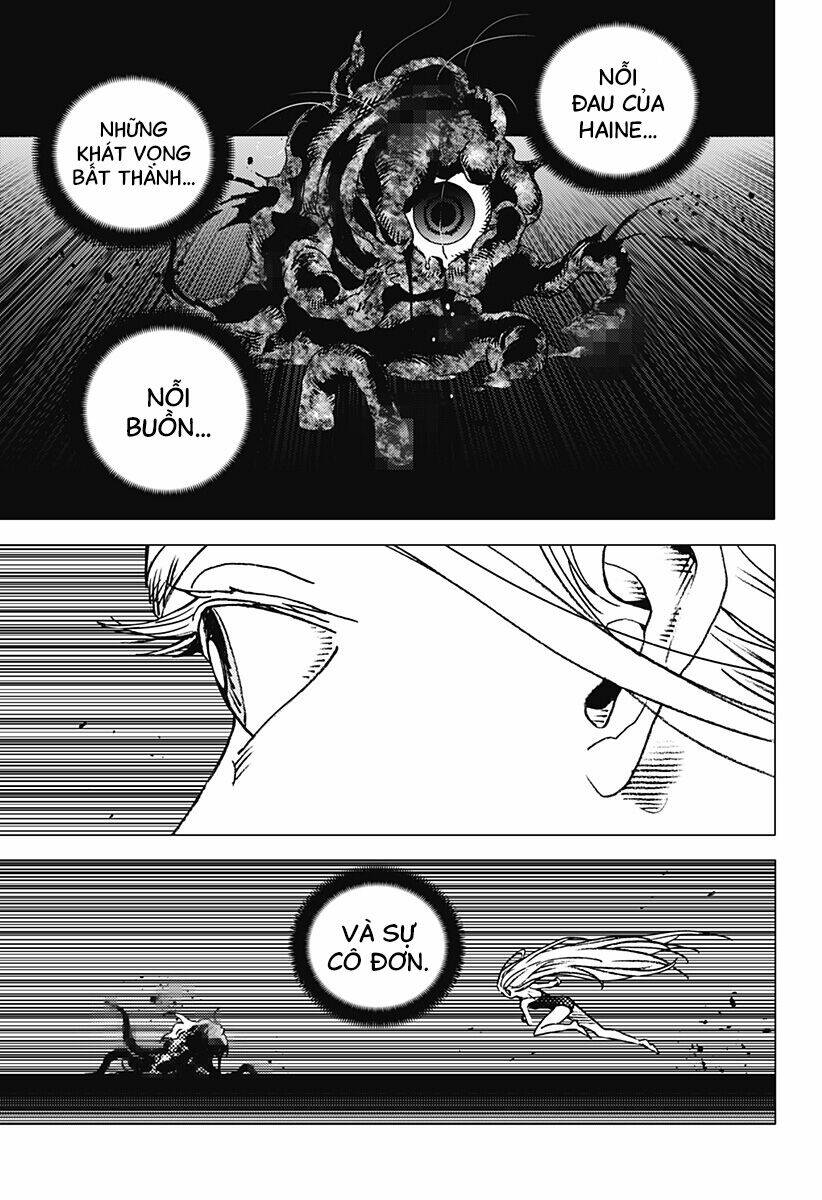 NỖI
ĐAU CỦA
HAINE...
NHỮNG
KHÁT VỌNG
BẤT THÀNH...
NỖI
BUỒN...
VÀ SỰ
CÔ ĐƠN.